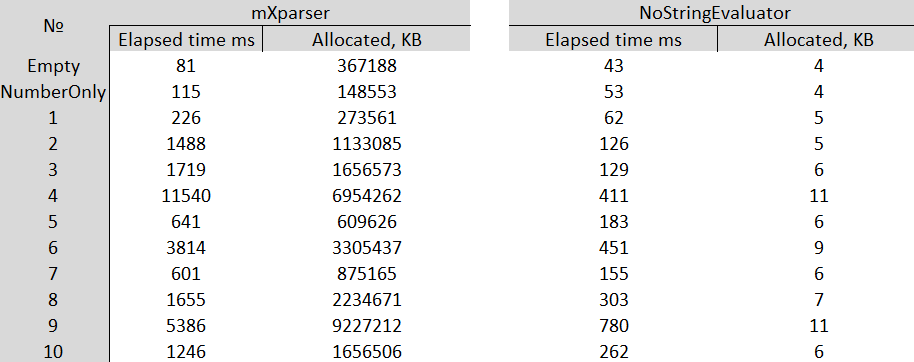 № mXparser NoStringEvaluator
Elapsed time ms Allocated, KB Elapsed time ms Allocated, KB
Empty 81 367188 43 4
NumberOnly 115 148553 53 4
1 226 273561 62 5
2 1488 1133085 126 5
3 1719 1656573 129 6
4 11540 6954262 411 11
5 641 609626 183 6
6 3814 3305437 451 9
7 601 875165 155 6
8 1655 2234671 303 7
9 5386 9227212 780 11
10 1246 1656506 262 6